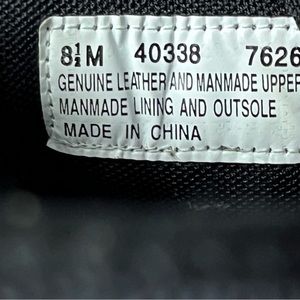 8½M 40338 7626
GENUINE LEATHER AND MANMADE UPPER
MANMADE LINING AND OUTSOLE
MADE IN CHINA